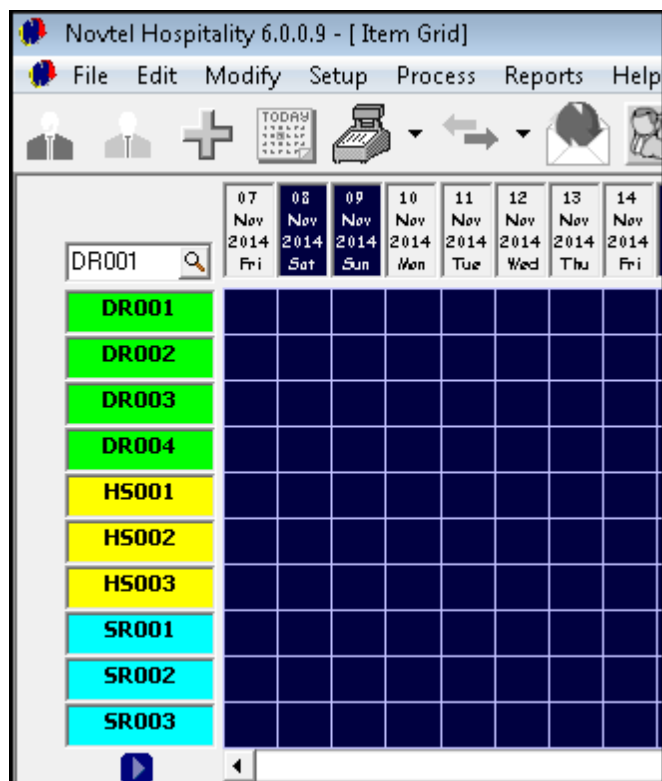 Novtel Hospitality 6.0.0.9 - [ Item Grid]
File Edit Modify Setup Process Reports Help
TODAY
07 08 09 10 11 12 13 14
Nov Nov Nov Nov Nov Nov Nov Nov
2014 2014 2014 2014 2014 2014 2014 2014
Fri Sat Sun Mon Tue Wed Thu Fri
DR001
DR001
DR002
DR003
DR004
HS001
HS002
HS003
SR001
SR002
SR003